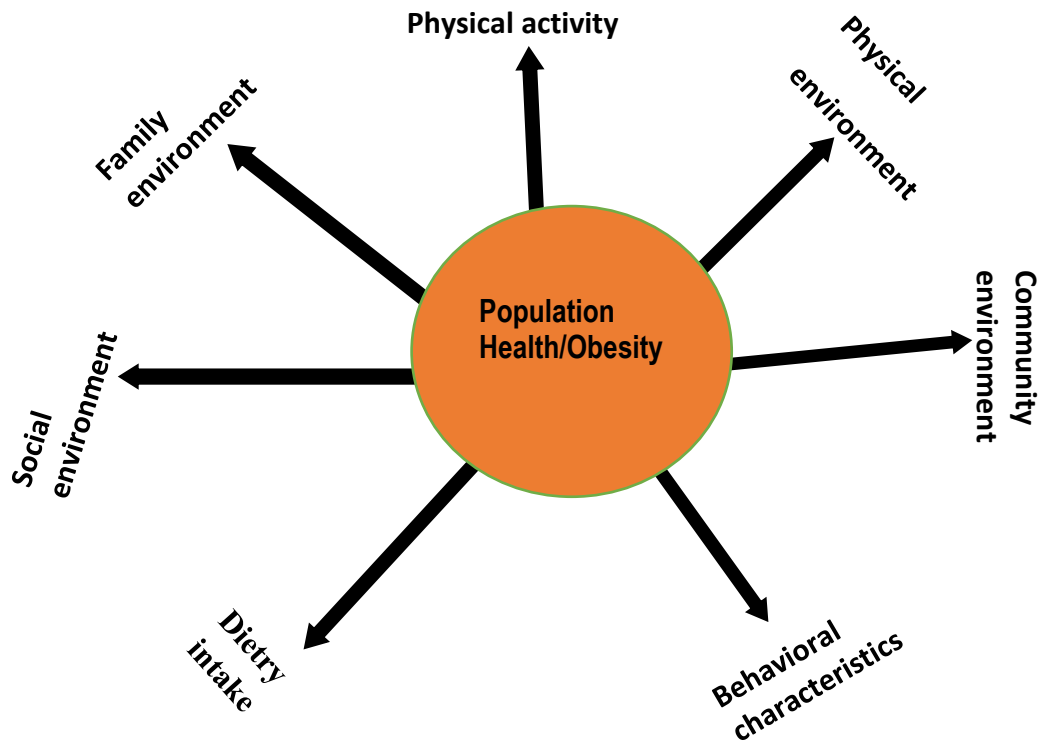 Physical activity
Physical
environment
Family
environment
Population
Health/Obesity
Community
environment
Social
environment
Dietry
intake
Behavioral
characteristics